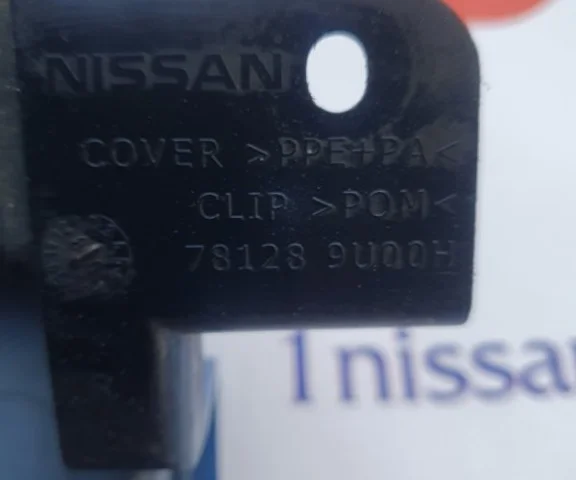 NISSAN
COVER >PPE+PA<
CLIP >POM<
78128 9U00H
1nissa